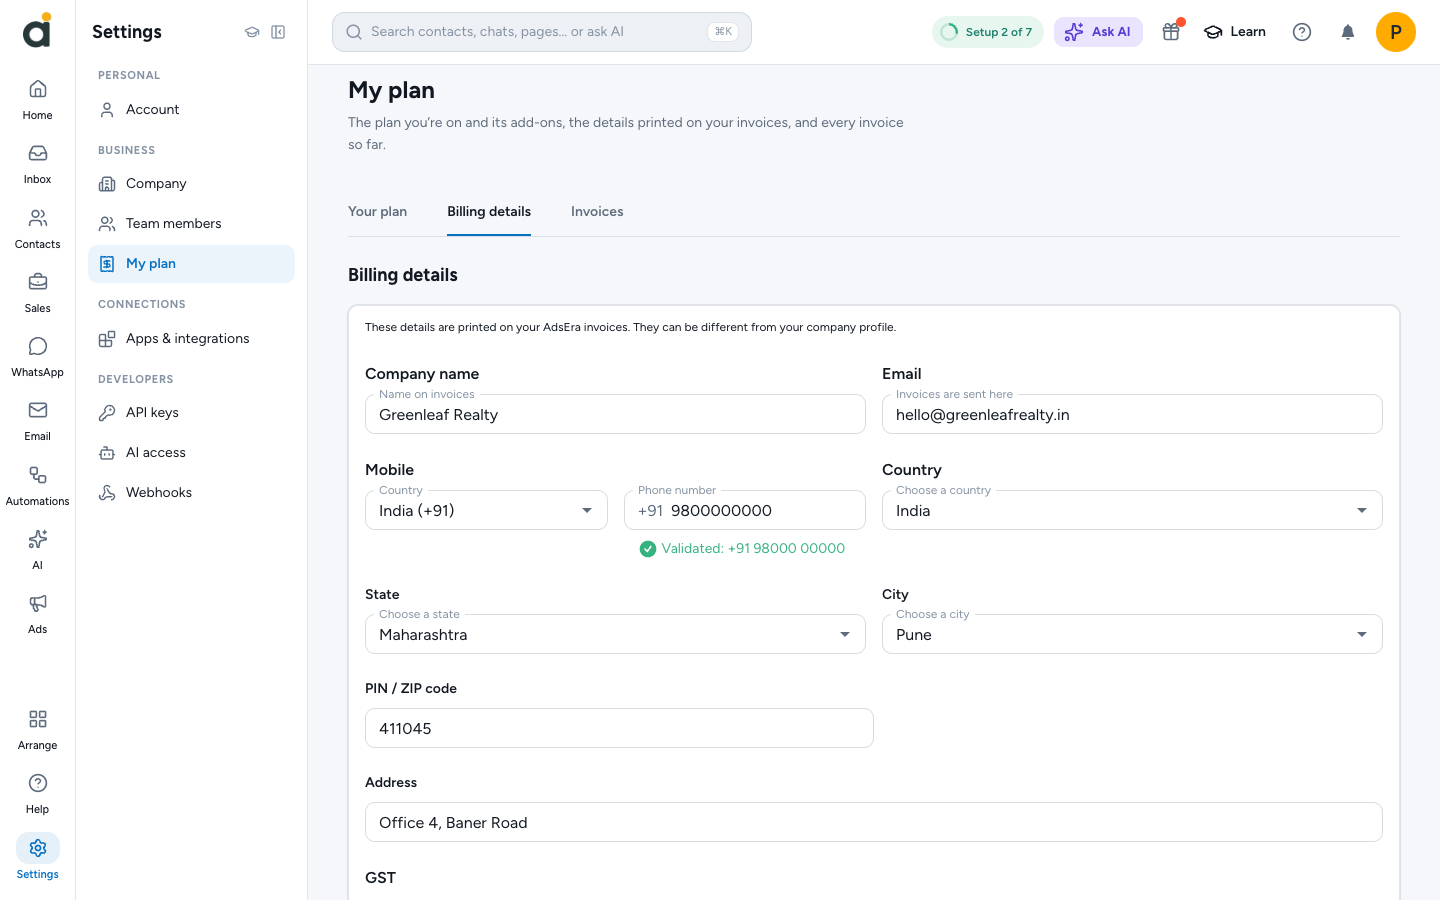 Settings
Search contacts, chats, pages... or ask AI
⌘K
Setup 2 of 7
Ask AI
Learn
P
Home
Inbox
Contacts
Sales
WhatsApp
Email
Automations
AI
Ads
Arrange
Help
Settings
PERSONAL
Account
BUSINESS
Company
Team members
My plan
CONNECTIONS
Apps & integrations
DEVELOPERS
API keys
AI access
Webhooks
My plan
The plan you're on and its add-ons, the details printed on your invoices, and every invoice
so far.
Your plan
Billing details
Invoices
Billing details
These details are printed on your AdsEra invoices. They can be different from your company profile.
Company name
Name on invoices
Greenleaf Realty
Email
Invoices are sent here
hello@greenleafrealty.in
Mobile
Country
India (+91)
Phone number
+91 9800000000
Validated: +91 98000 00000
Country
Choose a country
India
State
Choose a state
Maharashtra
City
Choose a city
Pune
PIN / ZIP code
411045
Address
Office 4, Baner Road
GST